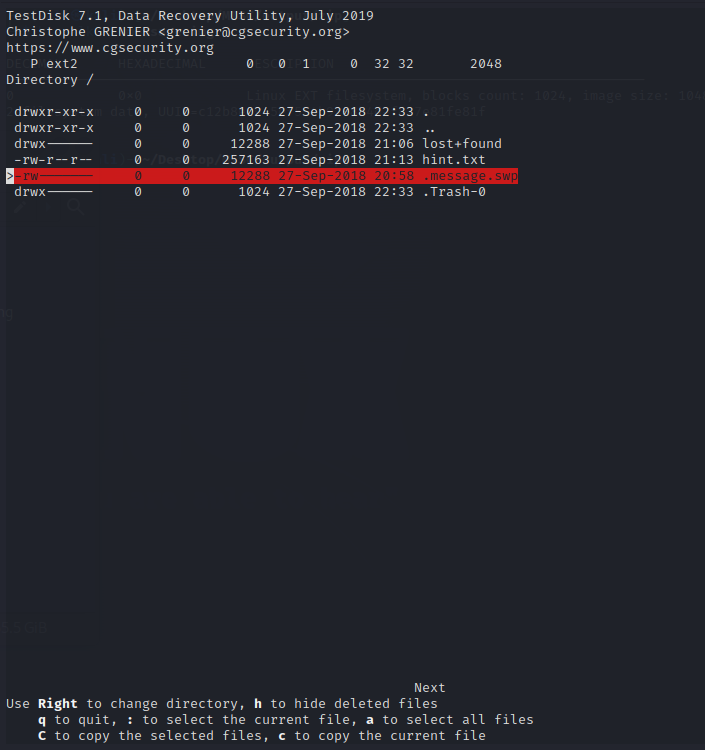 TestDisk 7.1, Data Recovery Utility, July 2019
Christophe GRENIER <grenier@cgsecurity.org>
https://www.cgsecurity.org
   P ext2                     0   0  1     0  32 32       2048
Directory /

 drwxr-xr-x     0     0      1024 27-Sep-2018 22:33 .
 drwxr-xr-x     0     0      1024 27-Sep-2018 22:33 ..
 drwx------     0     0     12288 27-Sep-2018 21:06 lost+found
 -rw-r--r--     0     0    257163 27-Sep-2018 21:13 hint.txt
>-rw-------     0     0     12288 27-Sep-2018 20:58 .message.swp
 drwx------     0     0      1024 27-Sep-2018 22:33 .Trash-0
Next
Use Right to change directory, h to hide deleted files
    q to quit, : to select the current file, a to select all files
    C to copy the selected files, c to copy the current file